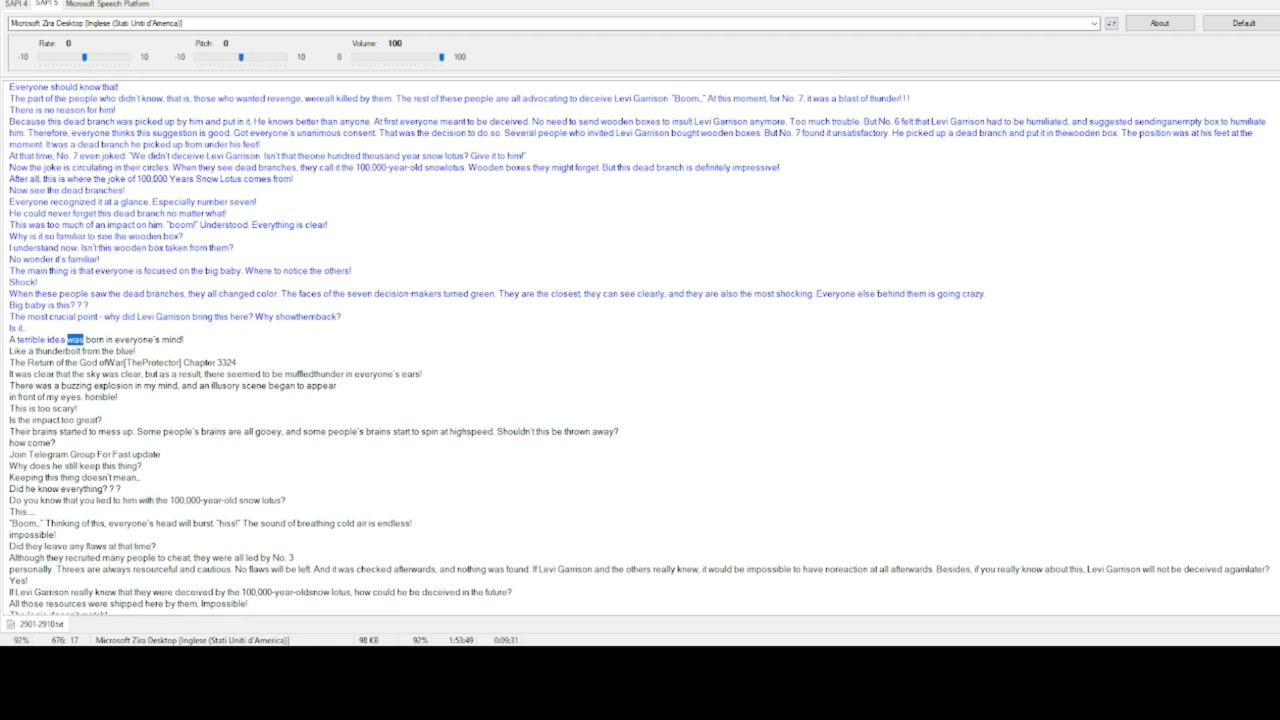 SAPI 4 SAPI 5 Microsoft Speech Platform
Microsoft Zira Desktop [Inglese (Stati Uniti d'America)] About Default
Rate: 0 Pitch: 0 Volume: 100
-10 10 -10 10 0 100
Everyone should know that!
The part of the people who didn't know, that is, those who wanted revenge, wereall killed by them. The rest of these people are all advocating to deceive Levi Garrison. "Boom..." At this moment, for No. 7, it was a blast of thunder! ! !
There is no reason for him!
Because this dead branch was picked up by him and put in it. He knows better than anyone. At first everyone meant to be deceived. No need to send wooden boxes to insult Levi Garrison anymore. Too much trouble. But No. 6 felt that Levi Garrison had to be humiliated, and suggested sendinganempty box to humiliate
him. Therefore, everyone thinks this suggestion is good. Got everyone's unanimous consent. That was the decision to do so. Several people who invited Levi Garrison bought wooden boxes. But No. 7 found it unsatisfactory. He picked up a dead branch and put it in thewooden box. The position was at his feet at the
moment. It was a dead branch he picked up from under his feet!
At that time, No. 7 even joked: "We didn't deceive Levi Garrison. Isn't that theone hundred thousand year snow lotus? Give it to him!"
Now the joke is circulating in their circles. When they see dead branches, they call it the 100,000-year-old snowlotus. Wooden boxes they might forget. But this dead branch is definitely impressive!
After all, this is where the joke of 100,000 Years Snow Lotus comes from!
Now see the dead branches!
Everyone recognized it at a glance. Especially number seven!
He could never forget this dead branch no matter what!
This was too much of an impact on him. "boom!" Understood. Everything is clear!
Why is it so familiar to see the wooden box?
I understand now. Isn't this wooden box taken from them?
No wonder it's familiar!
The main thing is that everyone is focused on the big baby. Where to notice the others!
Shock!
When these people saw the dead branches, they all changed color. The faces of the seven decision-makers turned green. They are the closest, they can see clearly, and they are also the most shocking. Everyone else behind them is going crazy.
Big baby is this? ? ?
The most crucial point - why did Levi Garrison bring this here? Why showthemback?
Is it..
A terrible idea was born in everyone's mind!
Like a thunderbolt from the blue!
The Return of the God ofWar[TheProtector] Chapter 3324
It was clear that the sky was clear, but as a result, there seemed to be muffledthunder in everyone's ears!
There was a buzzing explosion in my mind, and an illusory scene began to appear
in front of my eyes. horrible!
This is too scary!
Is the impact too great?
Their brains started to mess up. Some people's brains are all gooey, and some people's brains start to spin at highspeed. Shouldn't this be thrown away?
how come?
Join Telegram Group For Fast update
Why does he still keep this thing?
Keeping this thing doesn't mean...
Did he know everything? ? ?
Do you know that you lied to him with the 100,000-year-old snow lotus?
This.....
"Boom..." Thinking of this, everyone's head will burst. "hiss!" The sound of breathing cold air is endless!
impossible!
Did they leave any flaws at that time?
Although they recruited many people to cheat, they were all led by No. 3
personally. Threes are always resourceful and cautious. No flaws will be left. And it was checked afterwards, and nothing was found. If Levi Garrison and the others really knew, it would be impossible to have noreaction at all afterwards. Besides, if you really know about this, Levi Garrison will not be deceived againlater?
Yes!
If Levi Garrison really knew that they were deceived by the 100,000-year-oldsnow lotus, how could he be deceived in the future?
All those resources were shipped here by them. Impossible!
2901-2910.txt
92% 676: 17 Microsoft Zira Desktop [Inglese (Stati Uniti d'America)] 98 KB 92% 1:53:49 0:09:31